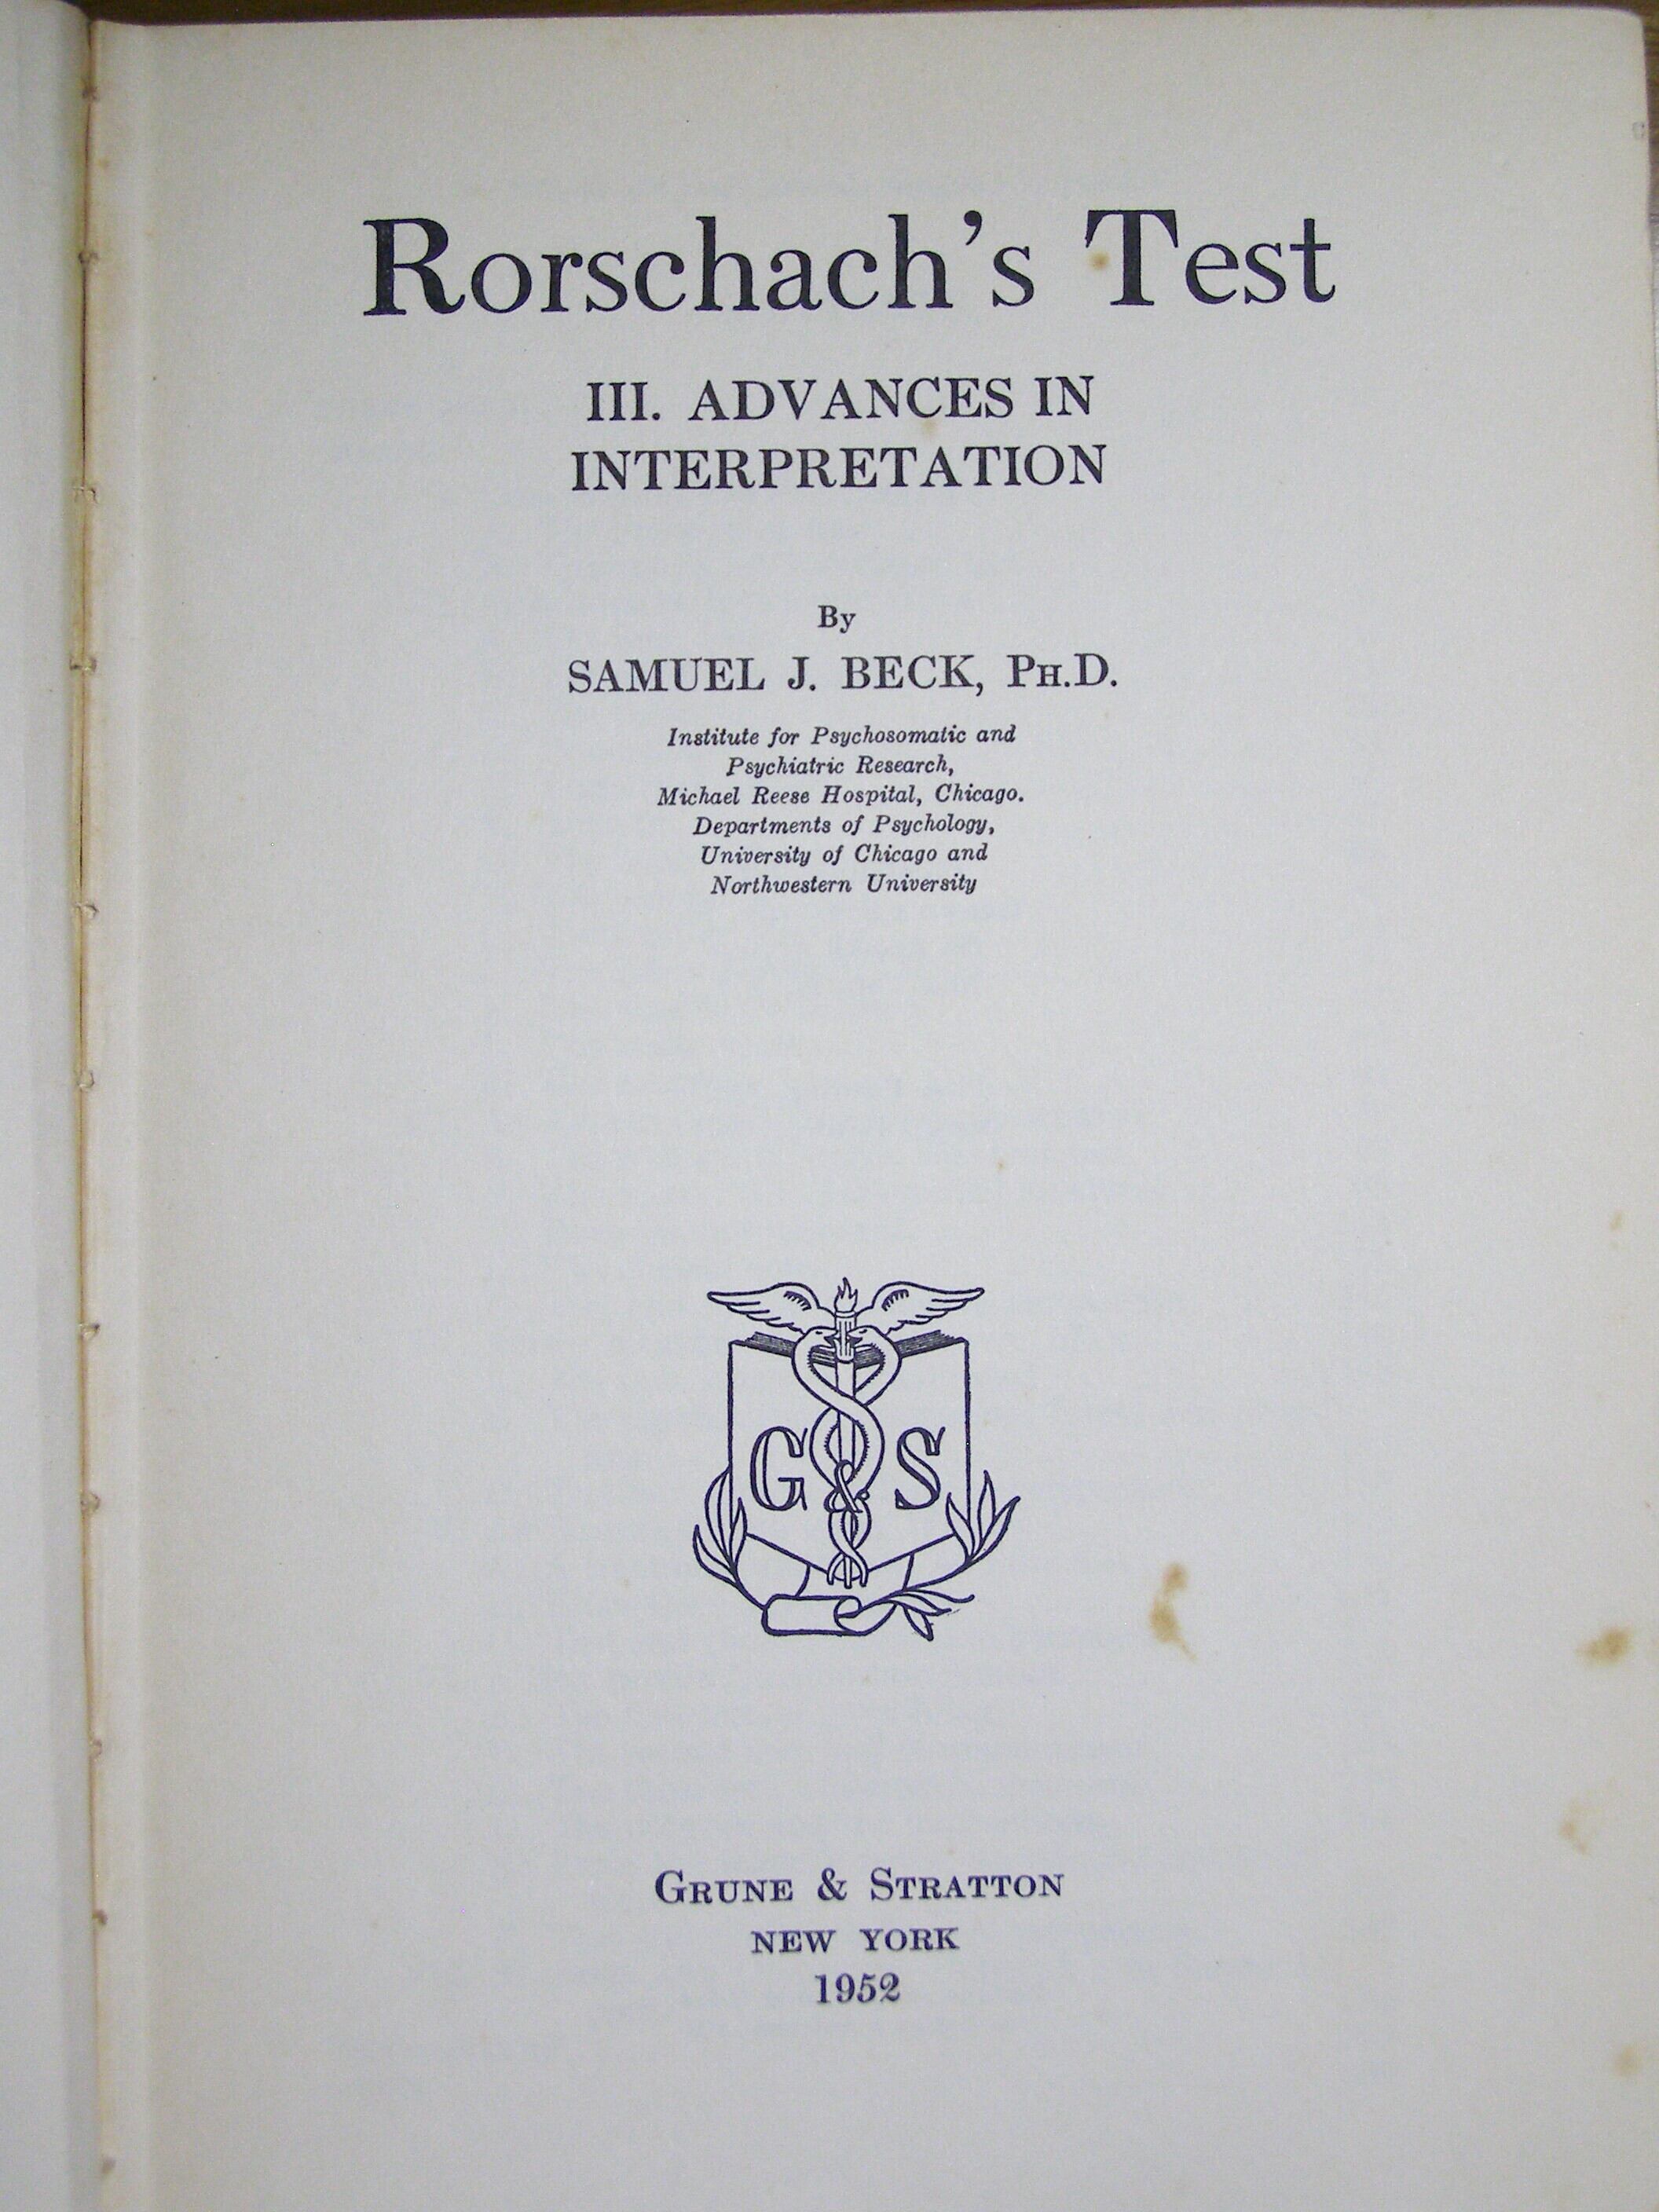 Rorschach's Test
III. ADVANCES IN
INTERPRETATION
By
SAMUEL J. BECK, PH.D.
Institute for Psychosomatic and
Psychiatric Research,
Michael Reese Hospital, Chicago.
Departments of Psychology,
University of Chicago and
Northwestern University
G & S
GRUNE & STRATTON
NEW YORK
1952